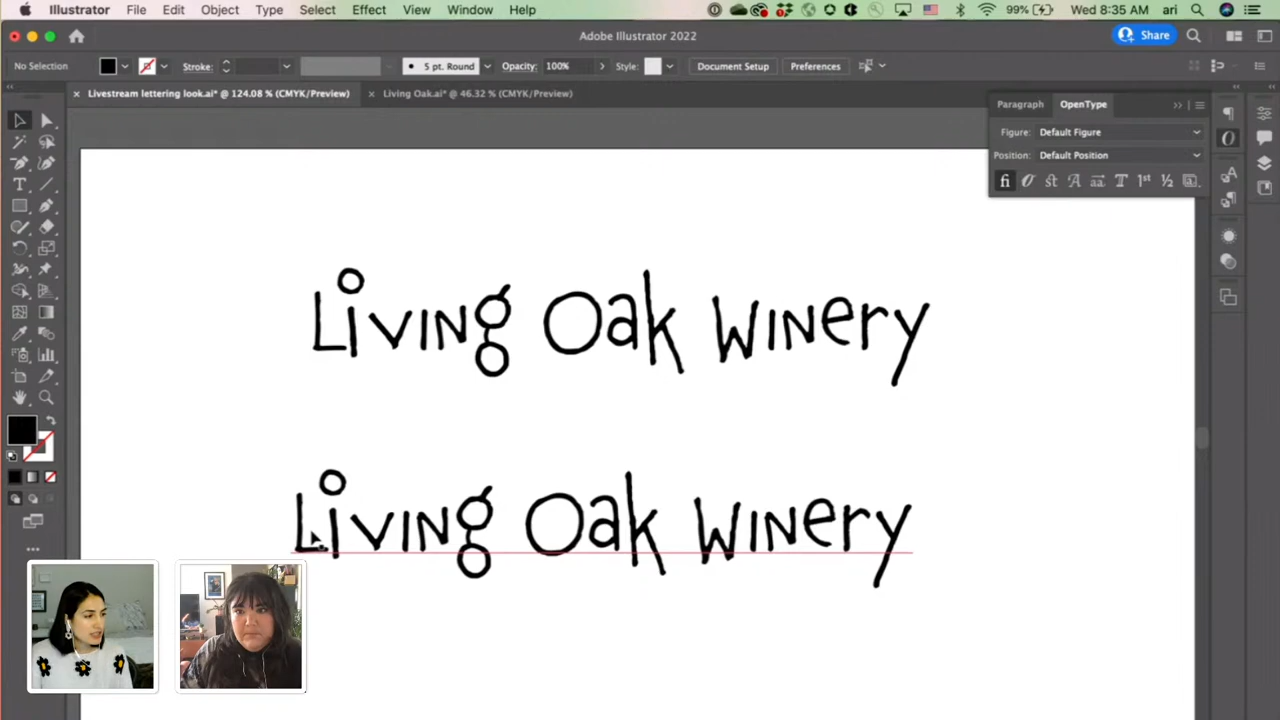 Illustrator File Edit Object Type Select Effect View Window Help 99% Wed 8:35 AM ari
Adobe Illustrator 2022 Share
No Selection Stroke: 5 pt. Round Opacity: 100% Style: Document Setup Preferences
Livestream lettering look.ai* @ 124.08 % (CMYK/Preview) Living Oak.ai* @ 46.32 % (CMYK/Preview)
Paragraph OpenType
Figure: Default Figure
Position: Default Position
Living Oak Winery
Living Oak Winery